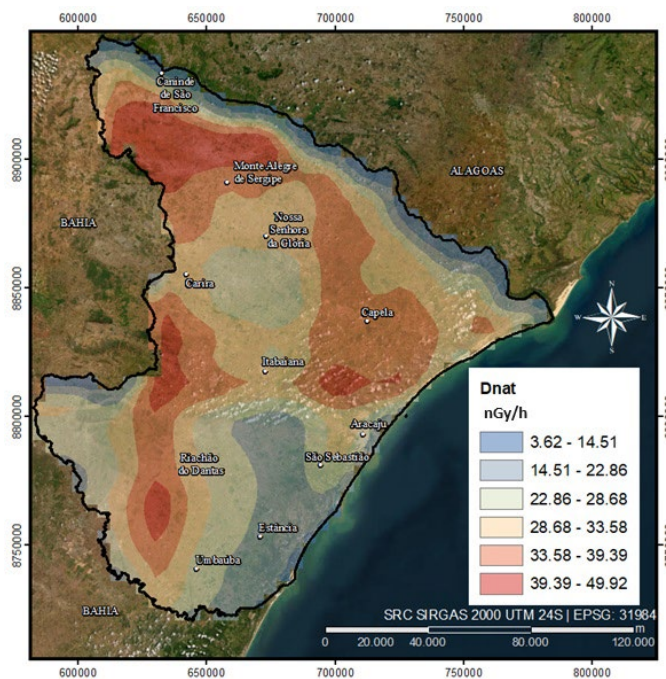 600000 650000 700000 750000 800000
Canindé
de São
Francisco
8900000
8900000
Monte Alegre
de Sergipe
ALAGOAS
BAHIA
Nossa
Senhora
da Glória
Carira
8850000
8850000
Capela
N
W E
S
Itabaiana
Dnat
nGy/h
3.62 - 14.51
14.51 - 22.86
22.86 - 28.68
28.68 - 33.58
33.58 - 39.39
39.39 - 49.92
8800000
8800000
Aracaju
Riachão
do Dantas
São Sebastião
Estância
8750000
8750000
Umbaúba
BAHIA
SRC SIRGAS 2000 UTM 24S | EPSG: 31984
m
0 20.000 40.000 80.000 120.000
600000 650000 700000 750000 800000